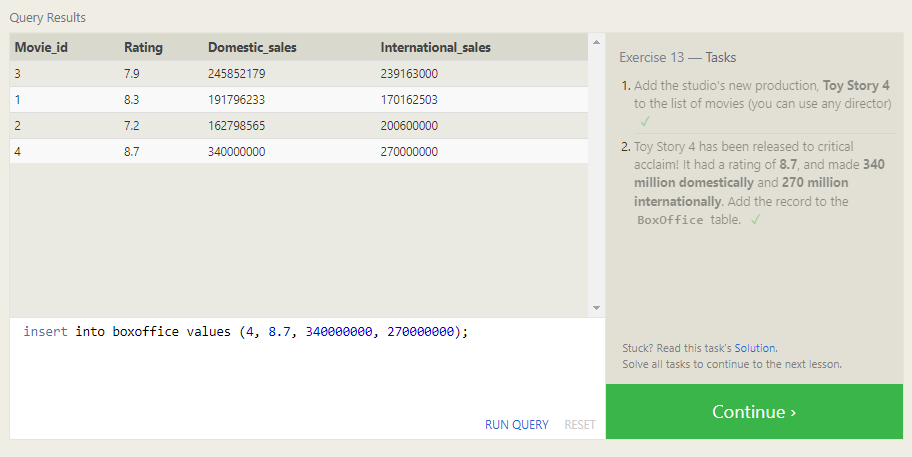 Query Results
Movie_id Rating Domestic_sales International_sales
3 7.9 245852179 239163000
1 8.3 191796233 170162503
2 7.2 162798565 200600000
4 8.7 340000000 270000000
insert into boxoffice values (4, 8.7, 340000000, 270000000);
RUN QUERY RESET
Exercise 13 — Tasks
1. Add the studio's new production, Toy Story 4
to the list of movies (you can use any director)
✓
2. Toy Story 4 has been released to critical
acclaim! It had a rating of 8.7, and made 340
million domestically and 270 million
internationally. Add the record to the
BoxOffice table. ✓
Stuck? Read this task's Solution.
Solve all tasks to continue to the next lesson.
Continue ›